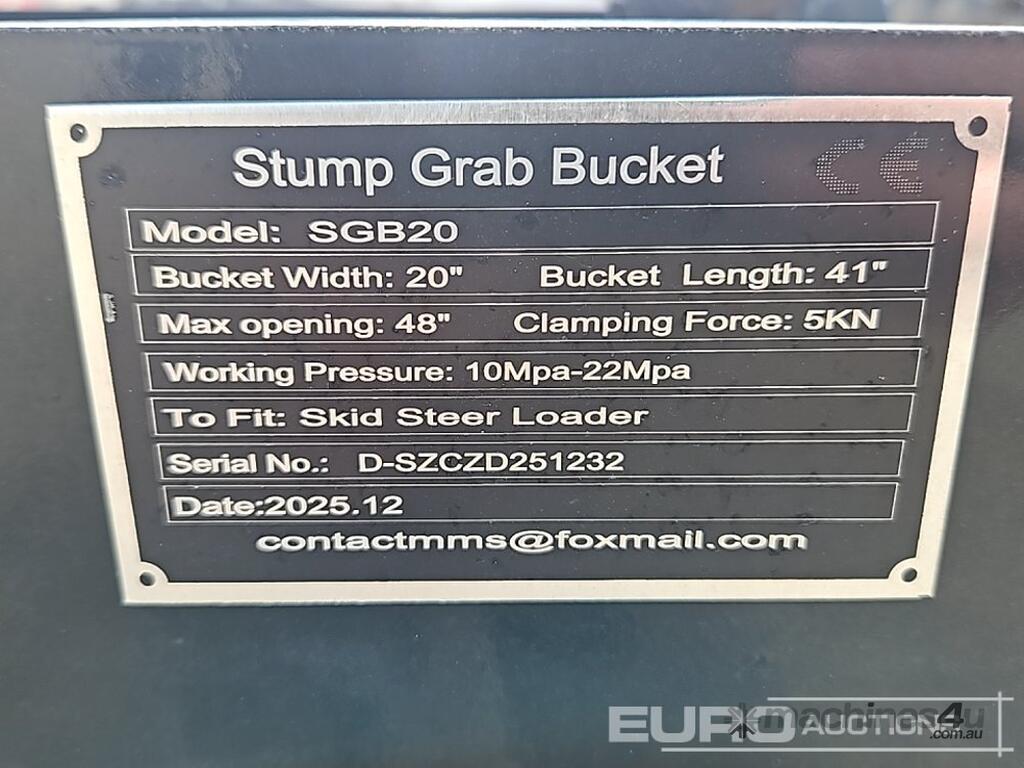 Stump Grab Bucket CE
Model: SGB20
Bucket Width: 20" Bucket Length: 41"
Max opening: 48" Clamping Force: 5KN
Working Pressure: 10Mpa-22Mpa
To Fit: Skid Steer Loader
Serial No.: D-SZCZD251232
Date:2025.12
contactmms@foxmail.com
machines4u
.com.au
EURO AUCTIONS